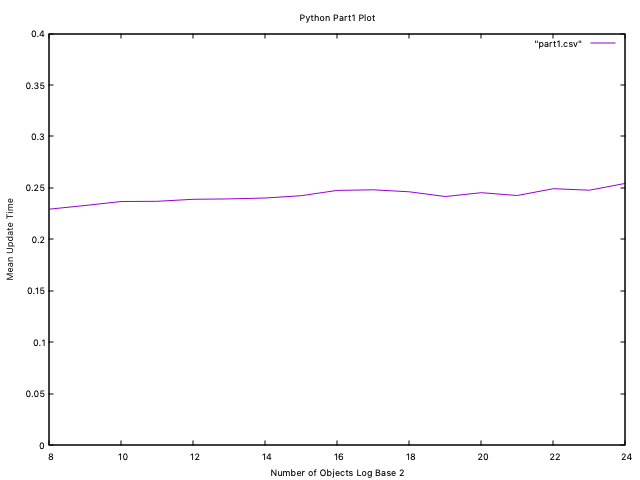 Python Part1 Plot
"part1.csv"
0.4
0.35
0.3
0.25
0.2
0.15
0.1
0.05
0
Mean Update Time
8 10 12 14 16 18 20 22 24
Number of Objects Log Base 2